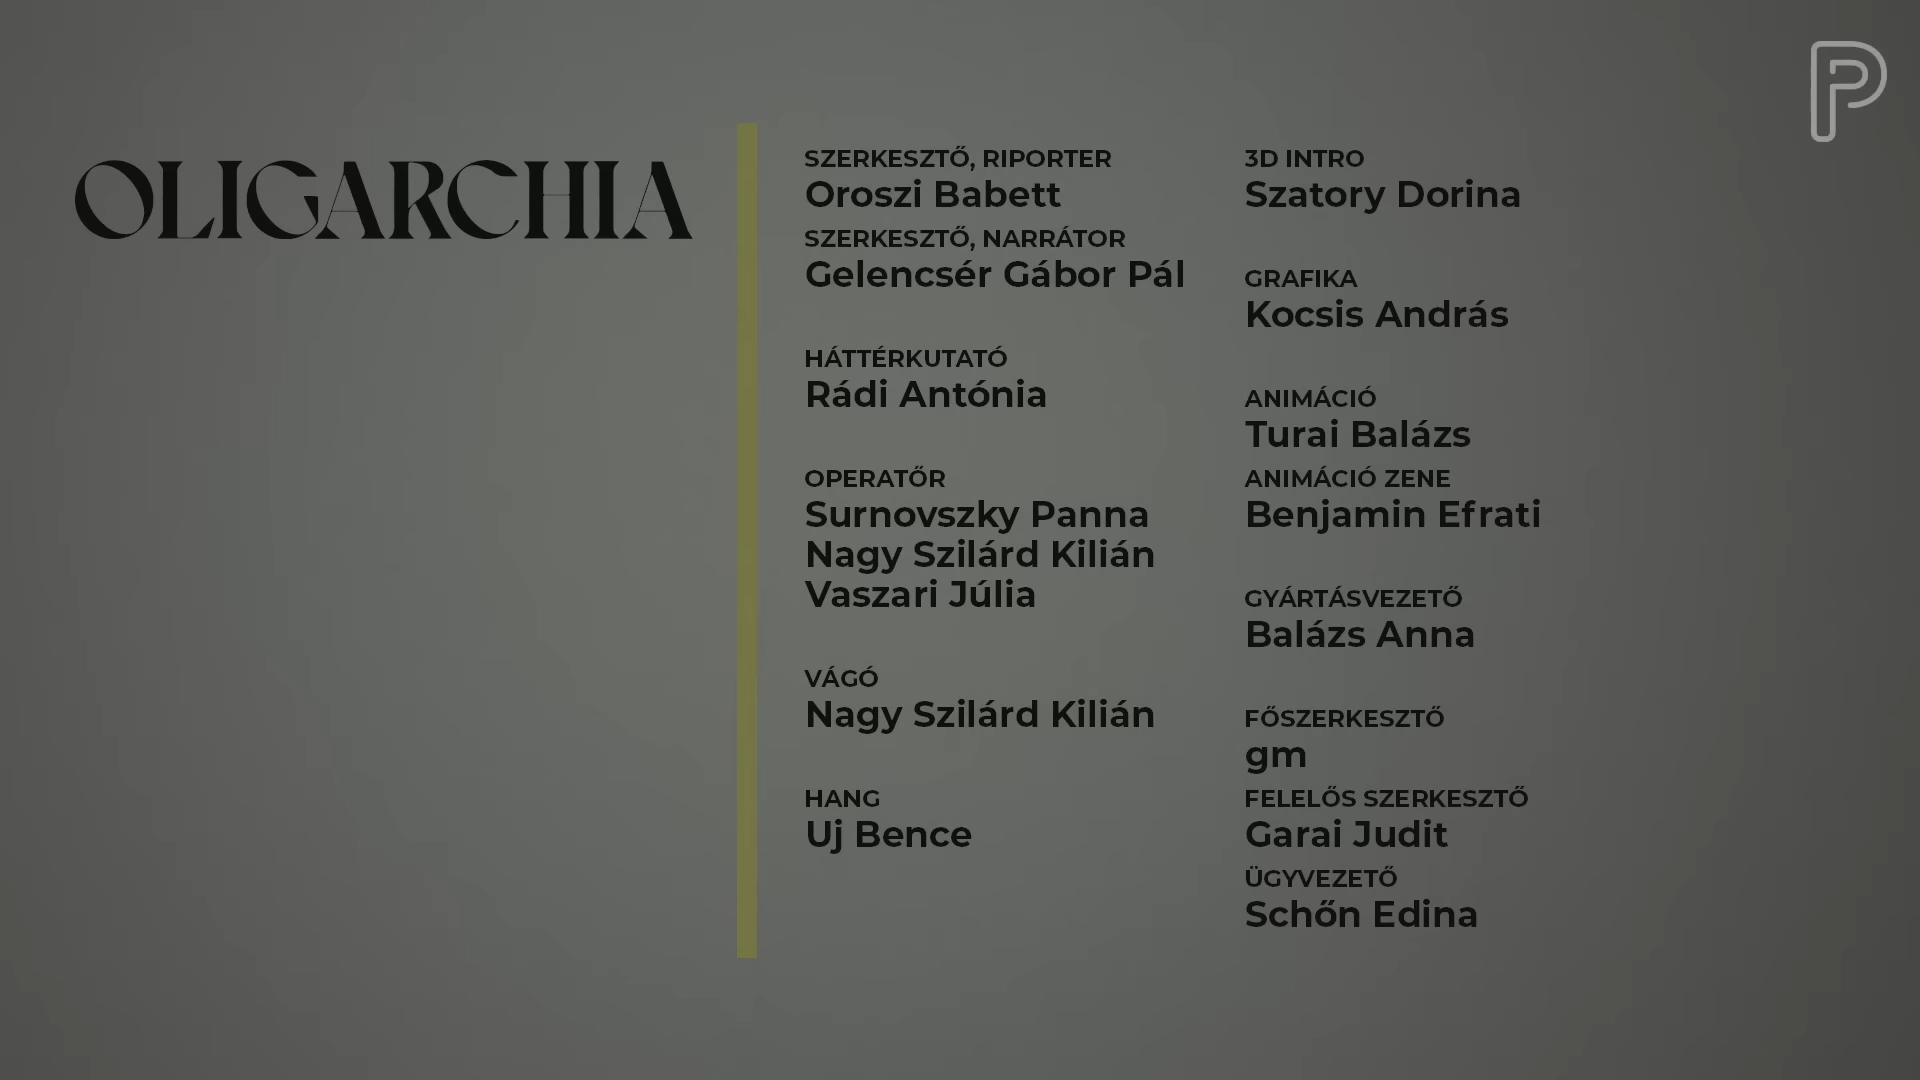 OLIGARCHIA
SZERKESZTŐ, RIPORTER
Oroszi Babett
SZERKESZTŐ, NARRÁTOR
Gelencsér Gábor Pál
HÁTTÉRKUTATÓ
Rádi Antónia
OPERATŐR
Surnovszky Panna
Nagy Szilárd Kilián
Vaszari Júlia
VÁGÓ
Nagy Szilárd Kilián
HANG
Uj Bence
3D INTRO
Szatory Dorina
GRAFIKA
Kocsis András
ANIMÁCIÓ
Turai Balázs
ANIMÁCIÓ ZENE
Benjamin Efrati
GYÁRTÁSVEZETŐ
Balázs Anna
FŐSZERKESZTŐ
gm
FELELŐS SZERKESZTŐ
Garai Judit
ÜGYVEZETŐ
Schőn Edina
P